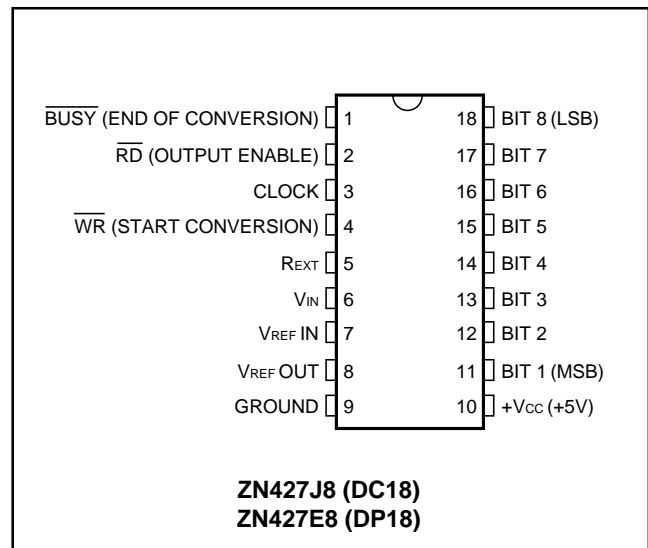 BUSY (END OF CONVERSION) 1 18 BIT 8 (LSB)
RD (OUTPUT ENABLE) 2 17 BIT 7
CLOCK 3 16 BIT 6
WR (START CONVERSION) 4 15 BIT 5
REXT 5 14 BIT 4
VIN 6 13 BIT 3
VREF IN 7 12 BIT 2
VREF OUT 8 11 BIT 1 (MSB)
GROUND 9 10 +VCC (+5V)
ZN427J8 (DC18)
ZN427E8 (DP18)